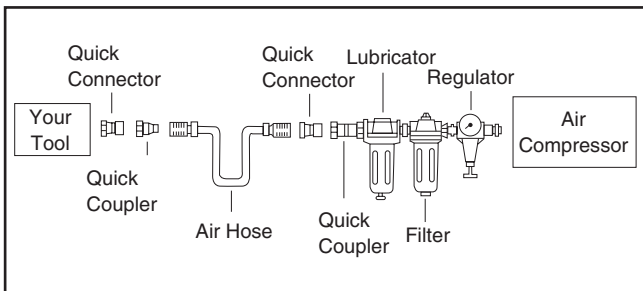 Quick
Connector
Quick
Connector
Lubricator
Regulator
Your
Tool
Air
Compressor
Quick
Coupler
Air Hose
Quick
Coupler
Filter